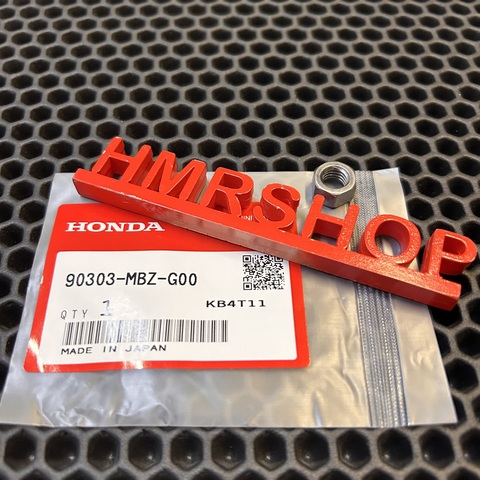 HMRSHOP
HONDA
90303-MBZ-G00
KB4T11
QTY 1
MADE IN JAPAN